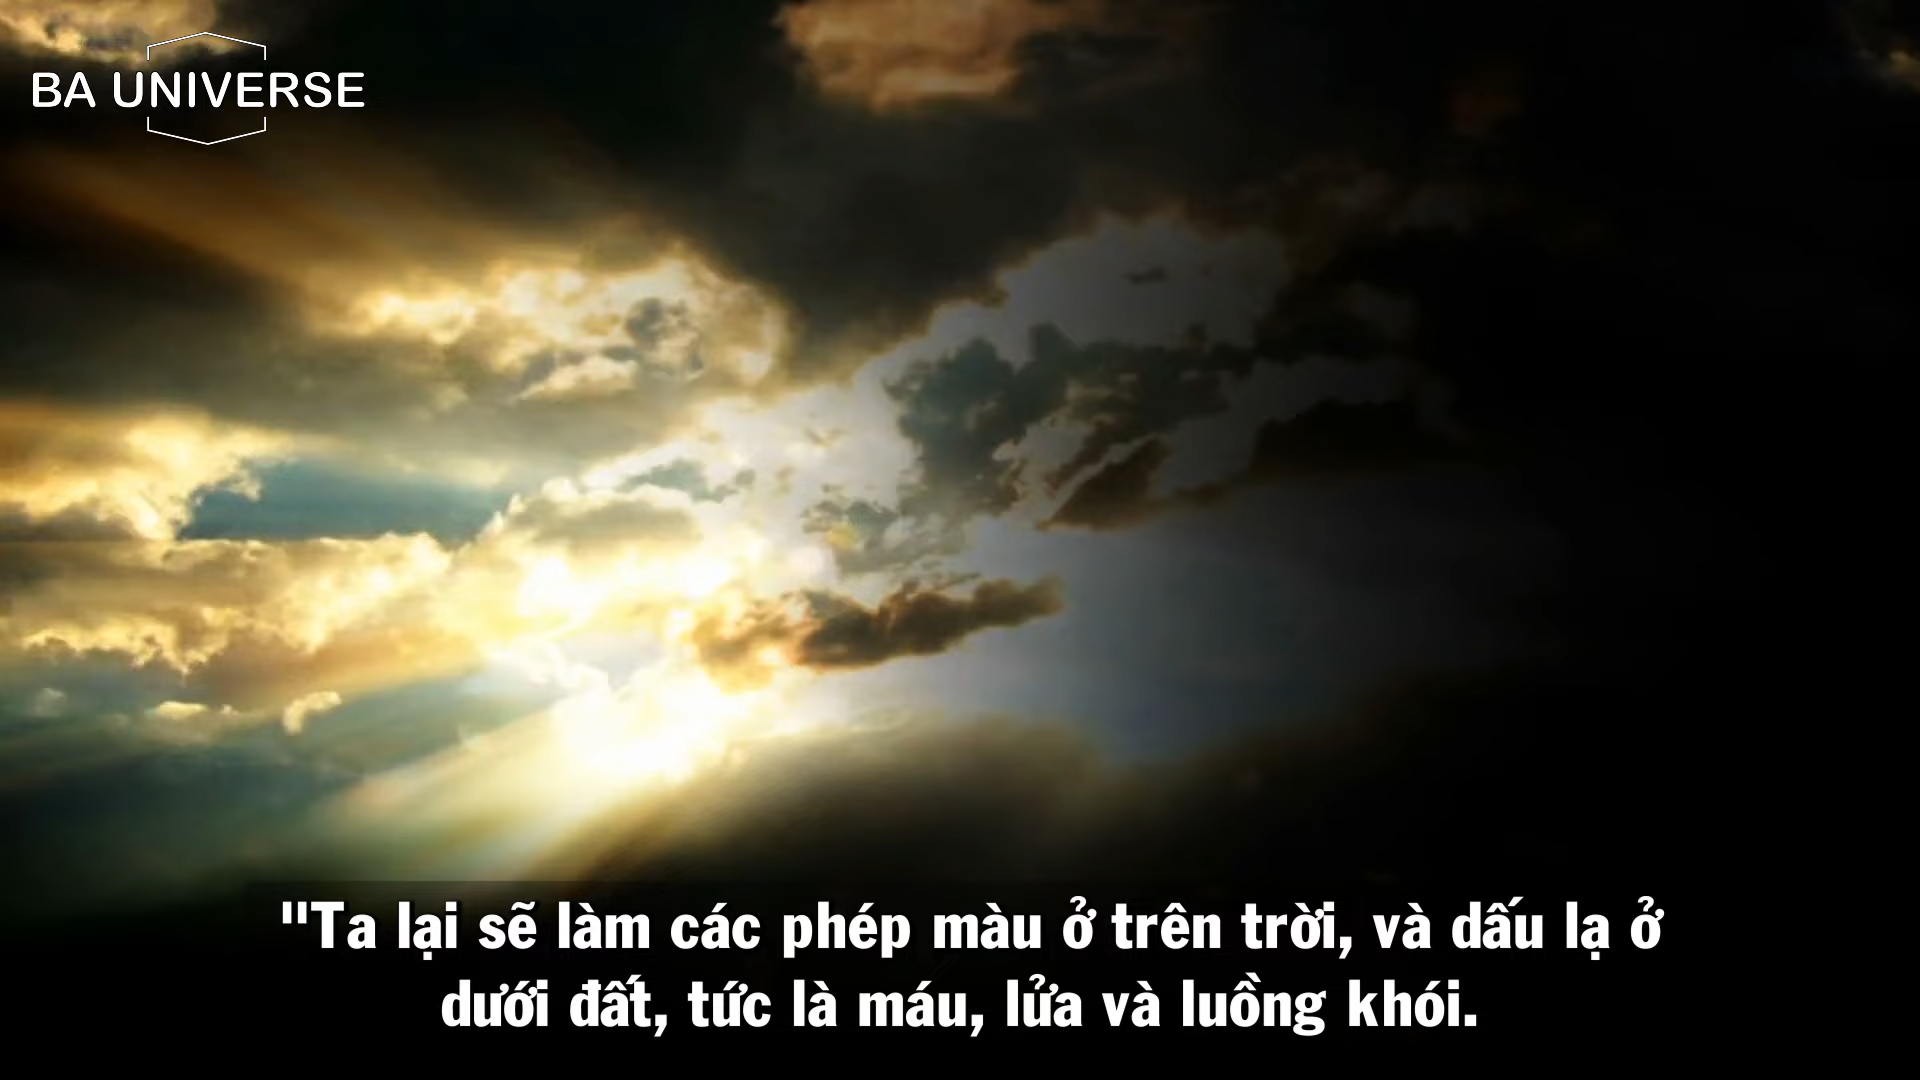 BA UNIVERSE
"Ta lại sẽ làm các phép màu ở trên trời, và dấu lạ ở
dưới đất, tức là máu, lửa và luồng khói.